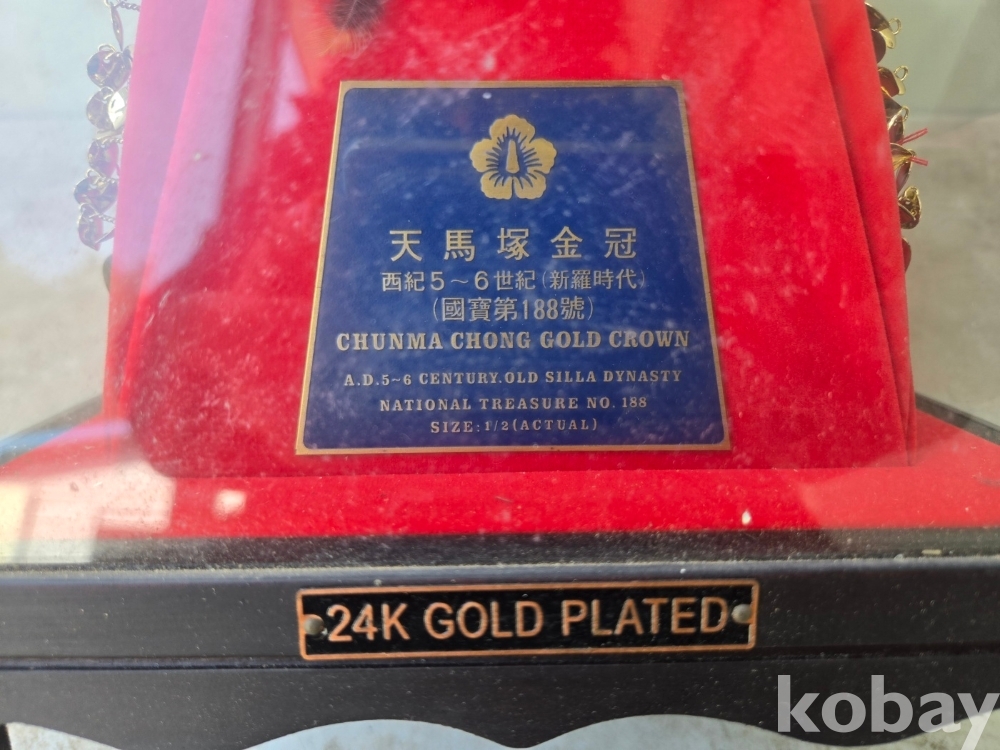 天馬塚金冠
西紀5～6世紀(新羅時代)
(國寶第188號)
CHUNMA CHONG GOLD CROWN
A.D.5~6 CENTURY.OLD SILLA DYNASTY
NATIONAL TREASURE NO. 188
SIZE:1/2(ACTUAL)
24K GOLD PLATED
kobay